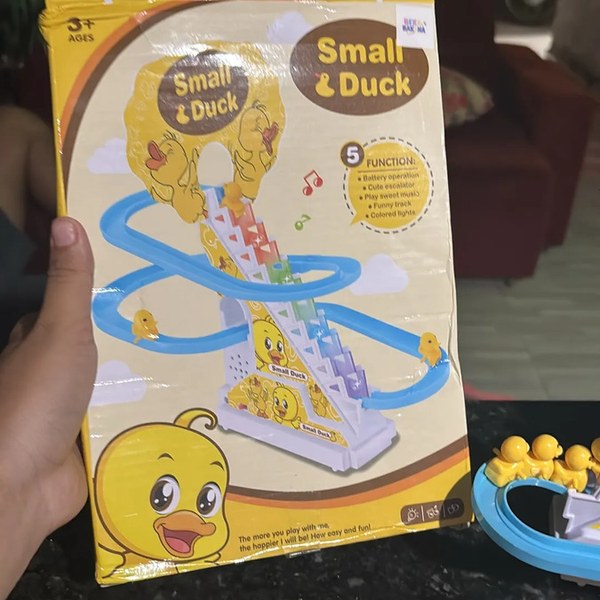 3+
AGES
Small
& Duck
Small
& Duck
5
FUNCTION:
• Battery operation
• Cute escalator
• Play sweet music
• Funny track
• Colored lights
Small Duck
Small Duck
The more you play with me,
the happier I will be! How easy and fun!